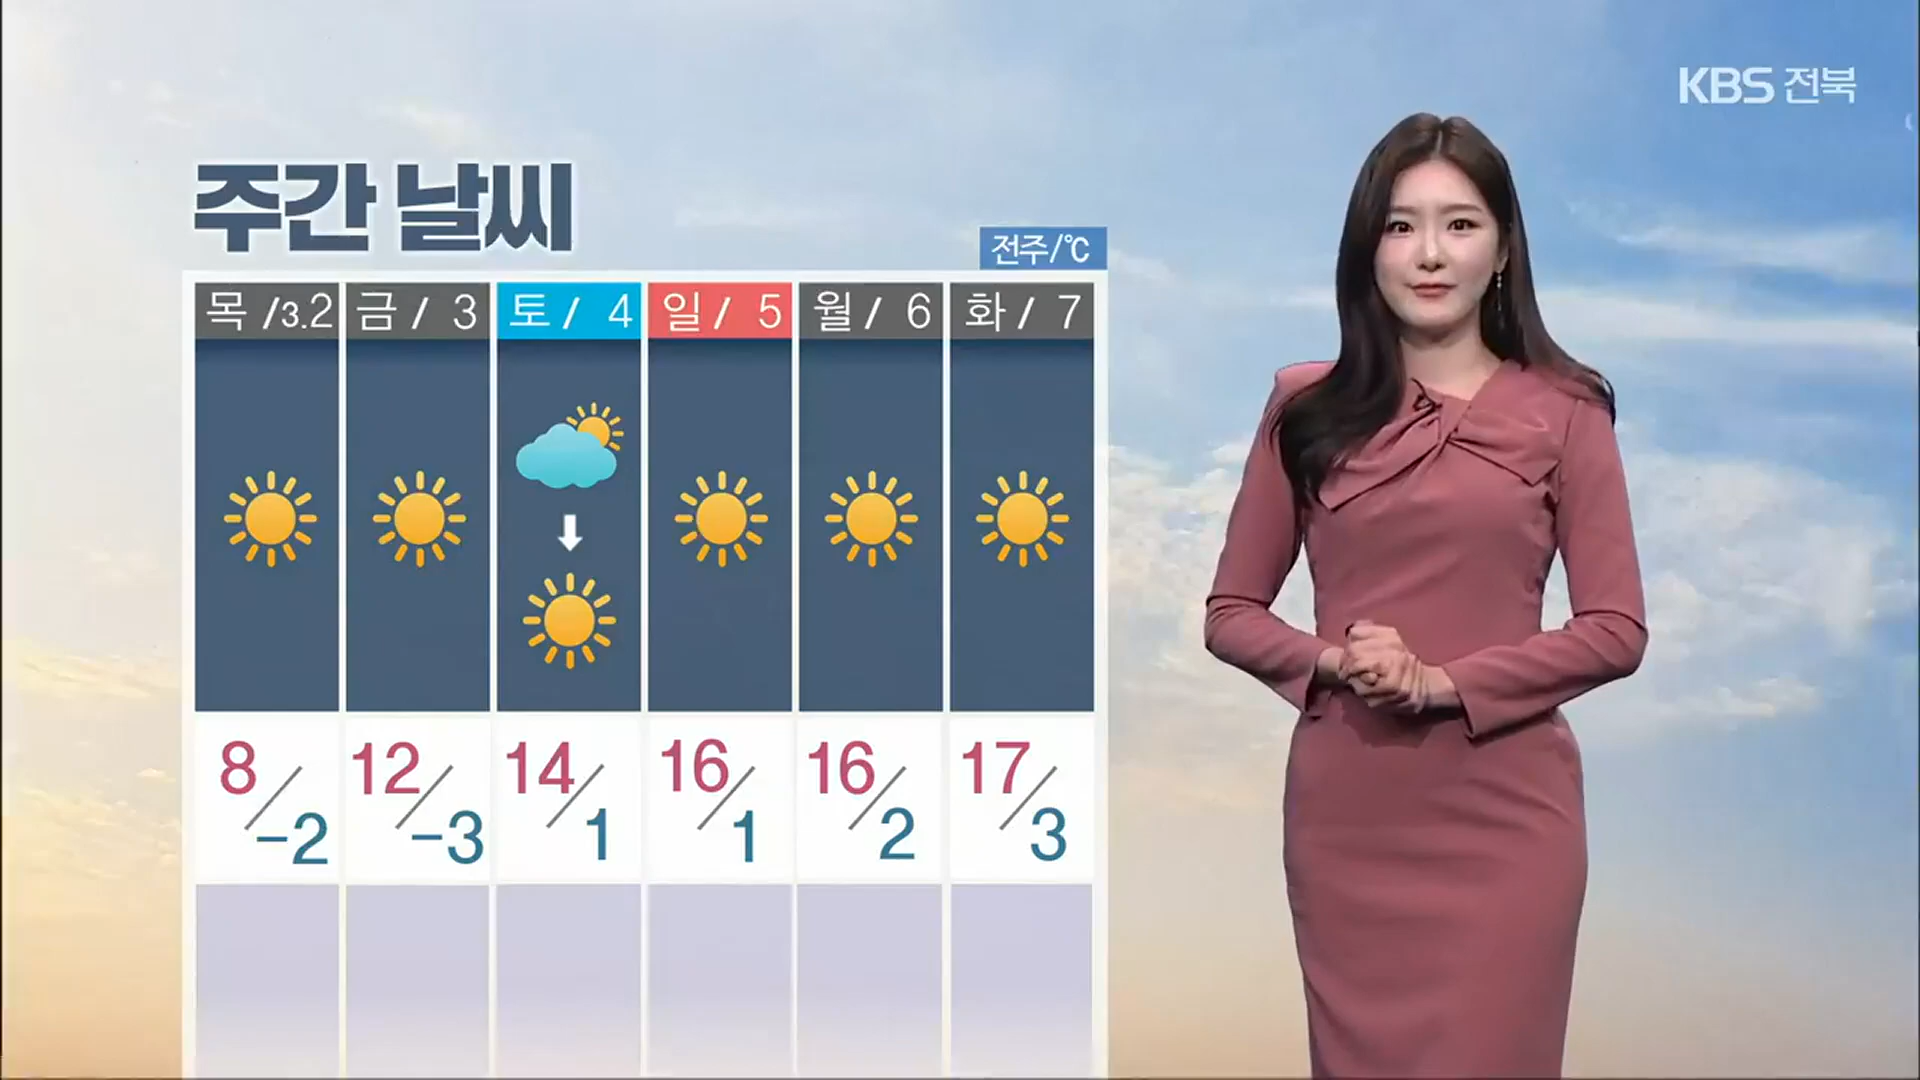 KBS 전북
주간 날씨
전주/℃
목 /3.2 금 / 3 토 / 4 일 / 5 월 / 6 화 / 7
8/-2 12/-3 14/1 16/1 16/2 17/3